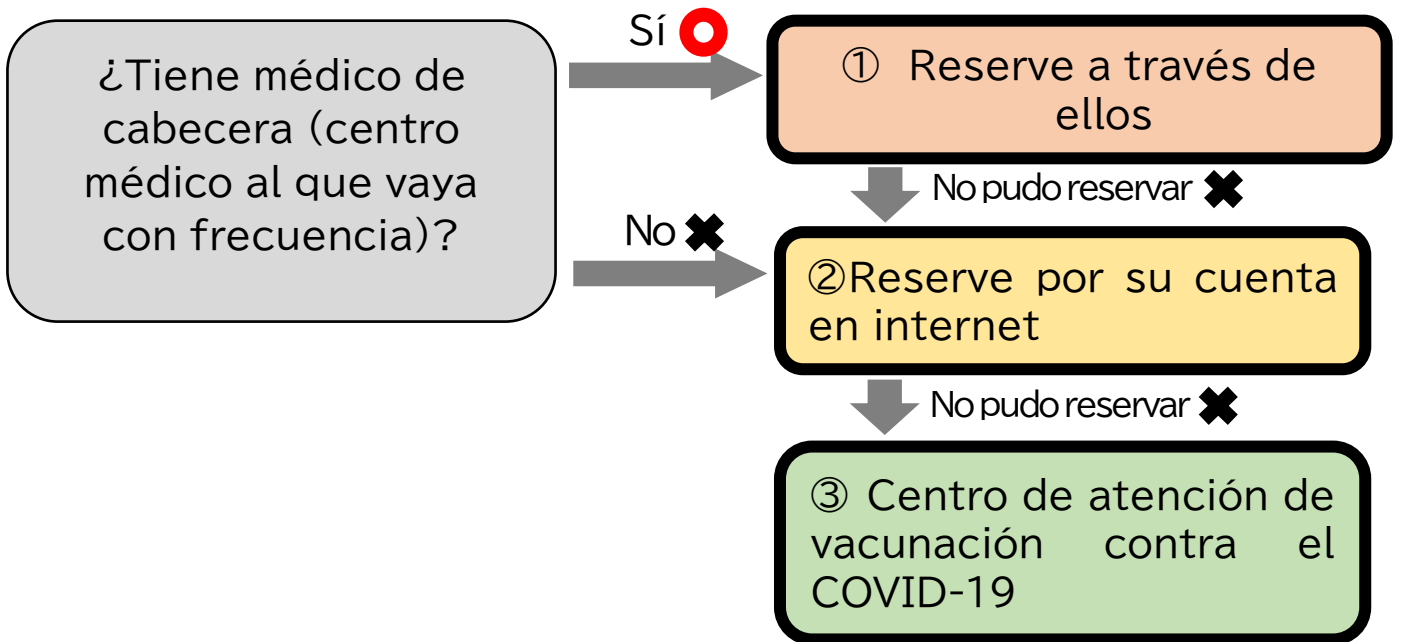 ¿Tiene médico de
cabecera (centro
médico al que vaya
con frecuencia)?
Sí
① Reserve a través de
ellos
No pudo reservar
No
②Reserve por su cuenta
en internet
No pudo reservar
③ Centro de atención de
vacunación contra el
COVID-19